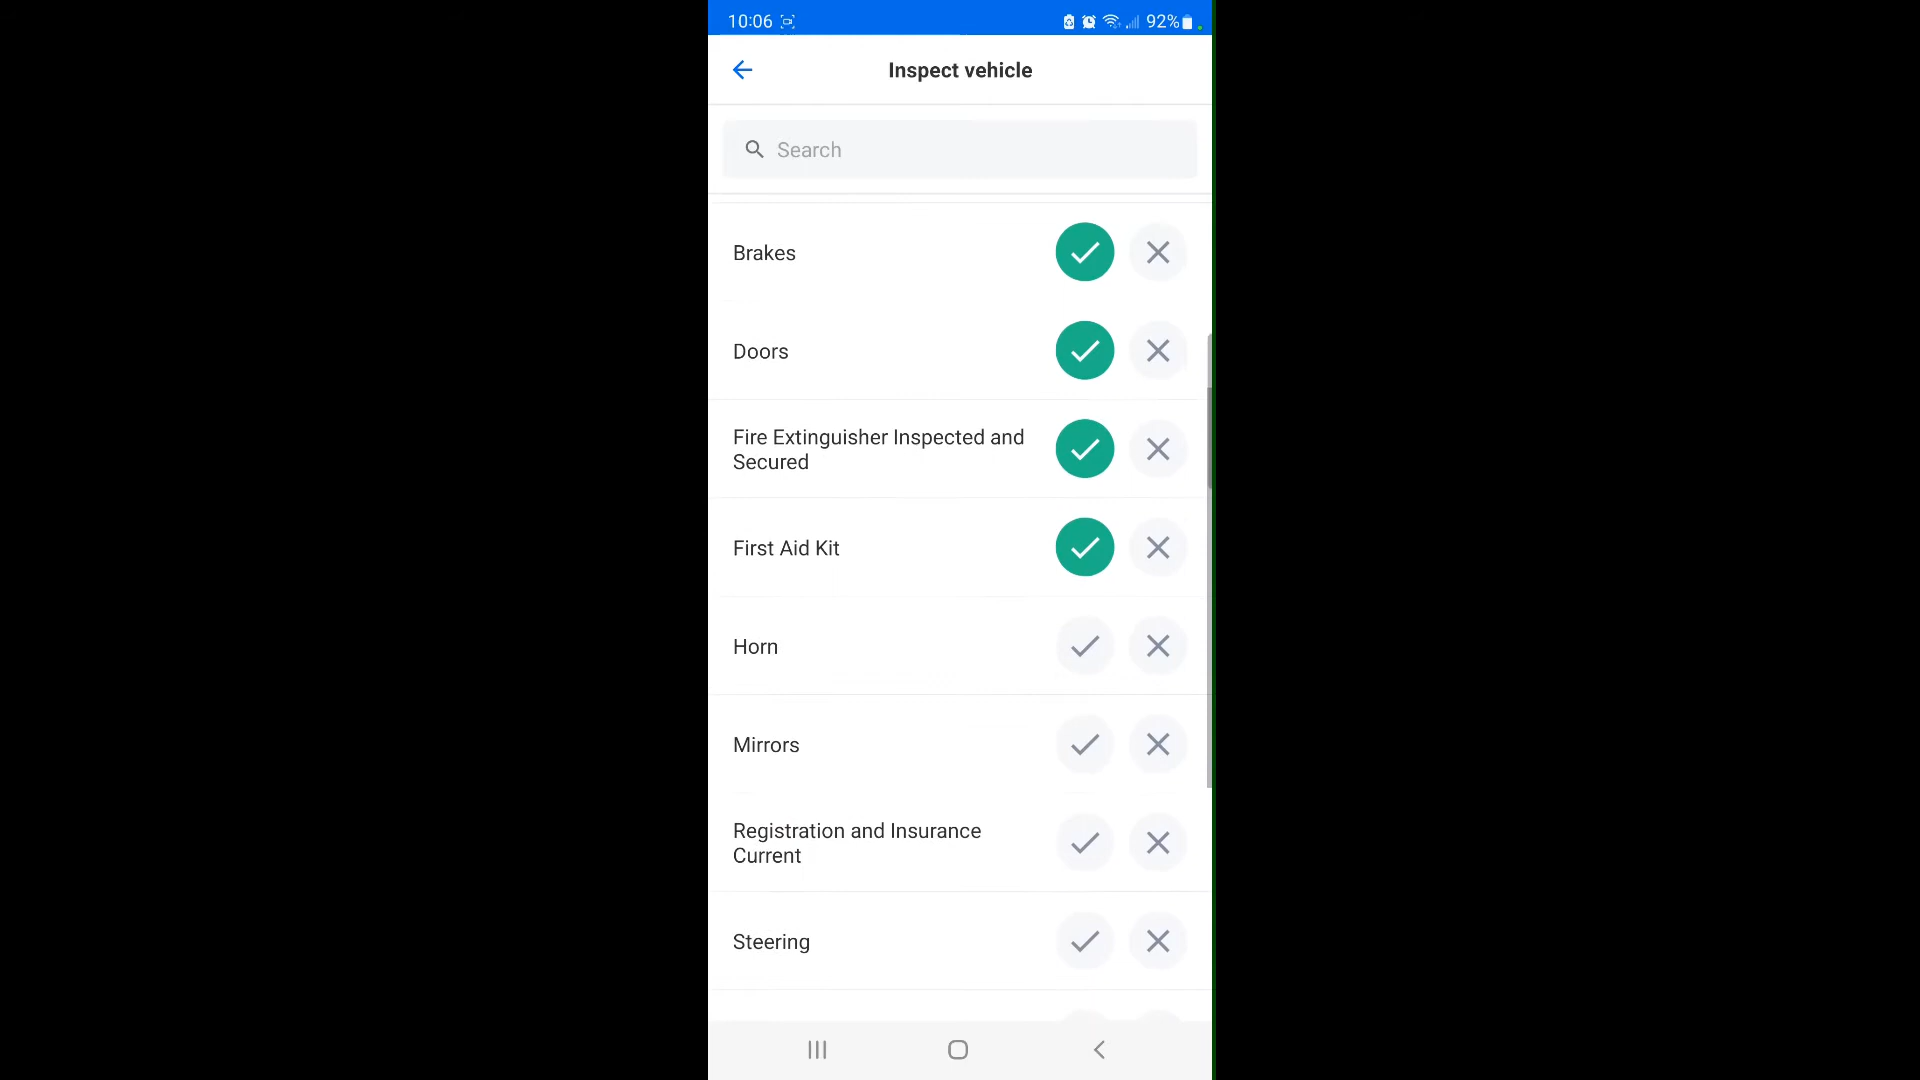 10:06
92%
Inspect vehicle
Search
Brakes
Doors
Fire Extinguisher Inspected and
Secured
First Aid Kit
Horn
Mirrors
Registration and Insurance
Current
Steering